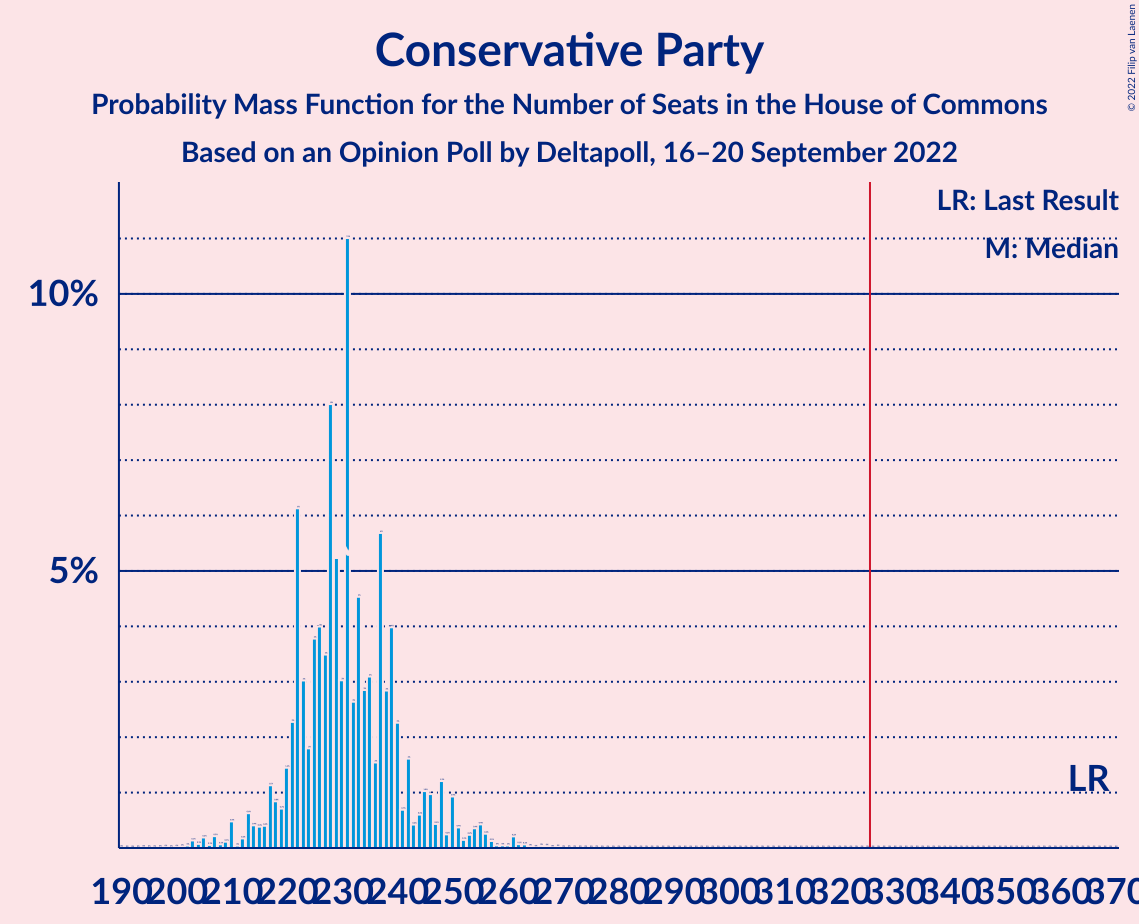 Conservative Party
Probability Mass Function for the Number of Seats in the House of Commons
Based on an Opinion Poll by Deltapoll, 16–20 September 2022
© 2022 Filip van Laenen
LR: Last Result
M: Median
10%
5%
LR
190 200 210 220 230 240 250 260 270 280 290 300 310 320 330 340 350 360 370